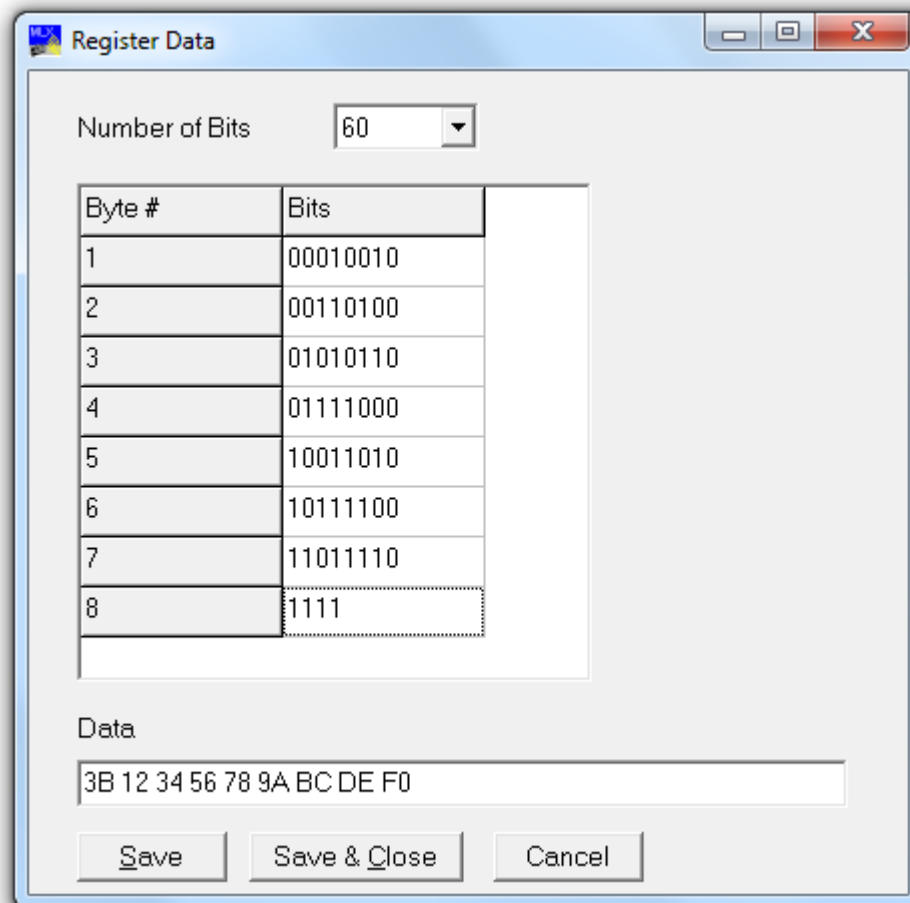 MLX Register Data
Number of Bits 60
Byte # Bits
1 00010010
2 00110100
3 01010110
4 01111000
5 10011010
6 10111100
7 11011110
8 1111
Data
3B 12 34 56 78 9A BC DE F0
Save Save & Close Cancel